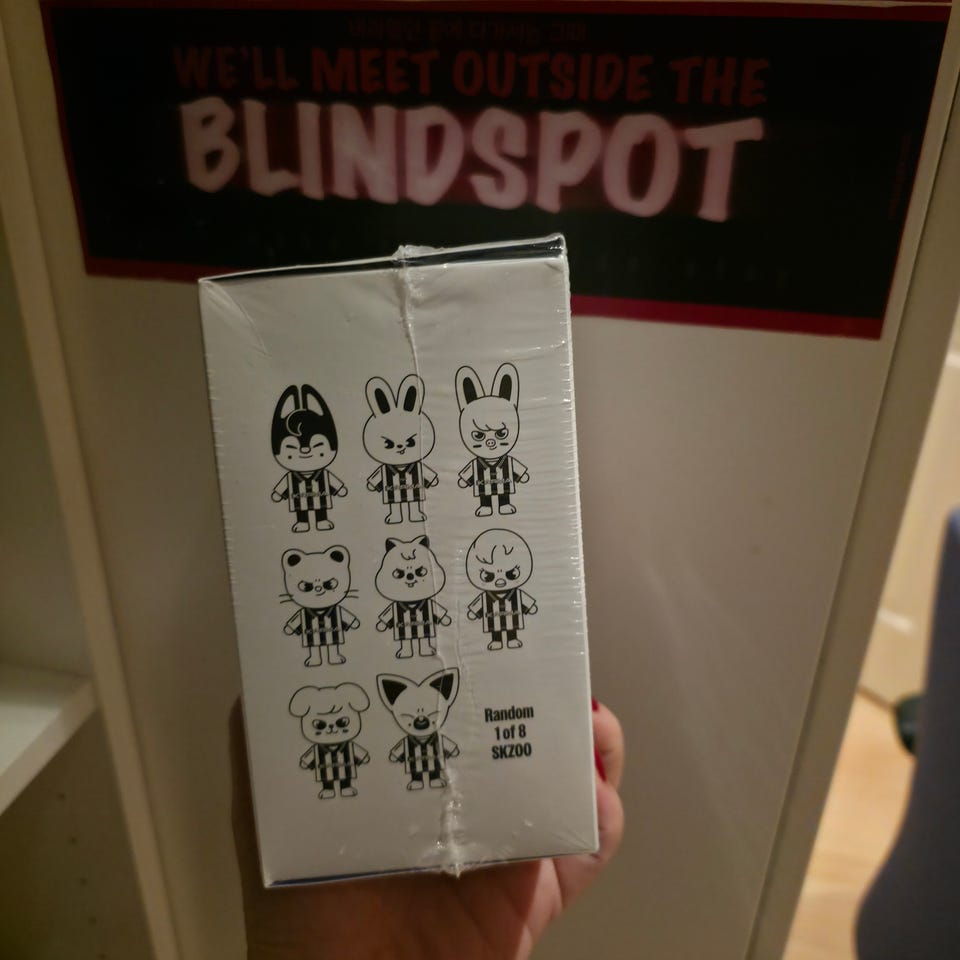 WE'LL MEET OUTSIDE THE
BLINDSPOT
Random
1 of 8
SKZOO